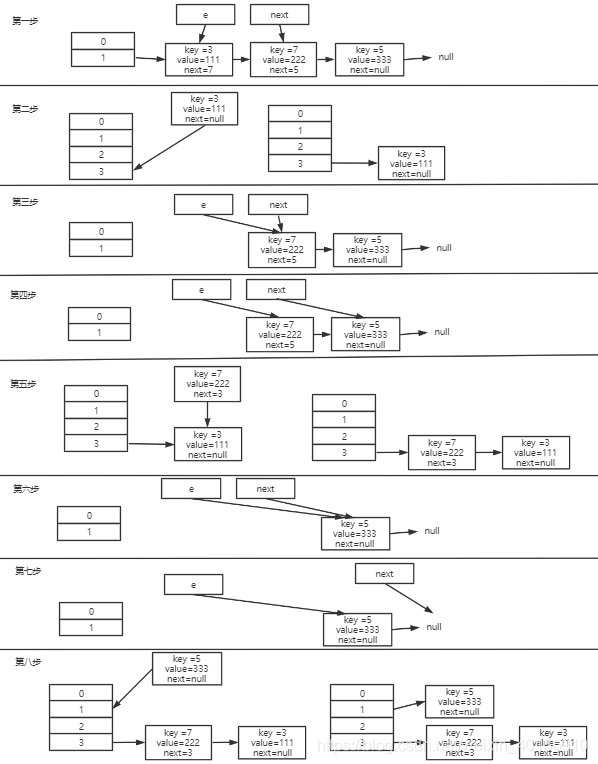 第一步
e
next
0
1
key =3
value=111
next=7
key =7
value=222
next=5
key =5
value=333
next=null
null
第二步
0
1
2
3
key =3
value=111
next=null
0
1
2
3
key =3
value=111
next=null
第三步
e
next
0
1
key =7
value=222
next=5
key =5
value=333
next=null
null
第四步
e
next
0
1
key =7
value=222
next=5
key =5
value=333
next=null
null
第五步
0
1
2
3
key =7
value=222
next=3
key =3
value=111
next=null
0
1
2
3
key =7
value=222
next=3
key =3
value=111
next=null
第六步
e
next
0
1
key =5
value=333
next=null
null
第七步
e
next
0
1
key =5
value=333
next=null
null
第八步
0
1
2
3
key =5
value=333
next=null
key =7
value=222
next=3
key =3
value=111
next=null
0
1
2
3
key =5
value=333
next=null
key =7
value=222
next=3
key =3
value=111
next=null